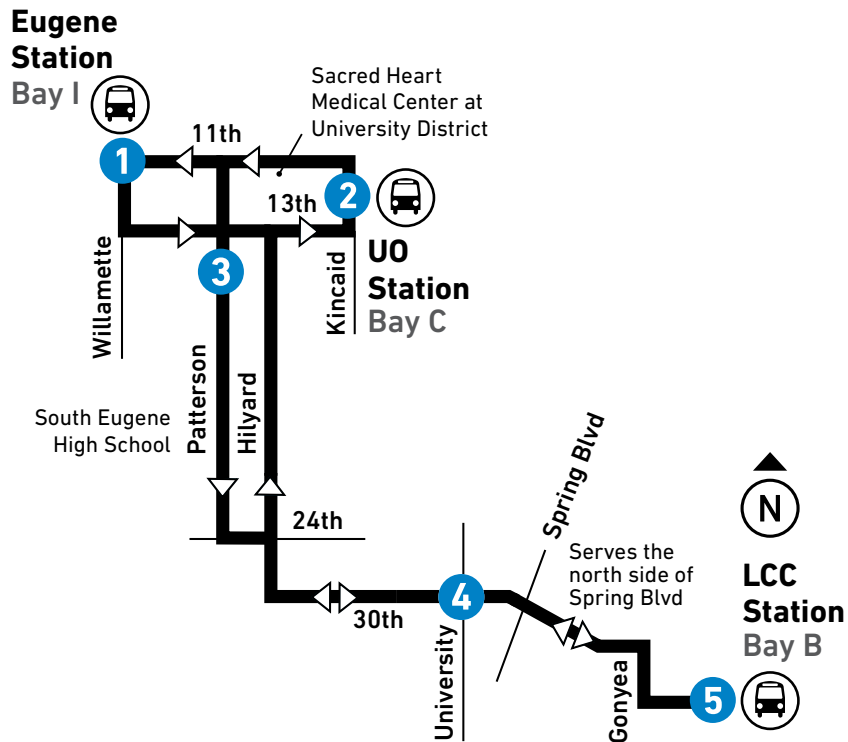 Eugene
Station
Bay I
Sacred Heart
Medical Center at
University District
11th
1
2
13th
UO
Station
Bay C
3
Willamette
Kincaid
Patterson
Hilyard
South Eugene
High School
24th
Spring Blvd
N
Serves the
north side of
Spring Blvd
LCC
Station
Bay B
4
30th
University
Gonyea
5